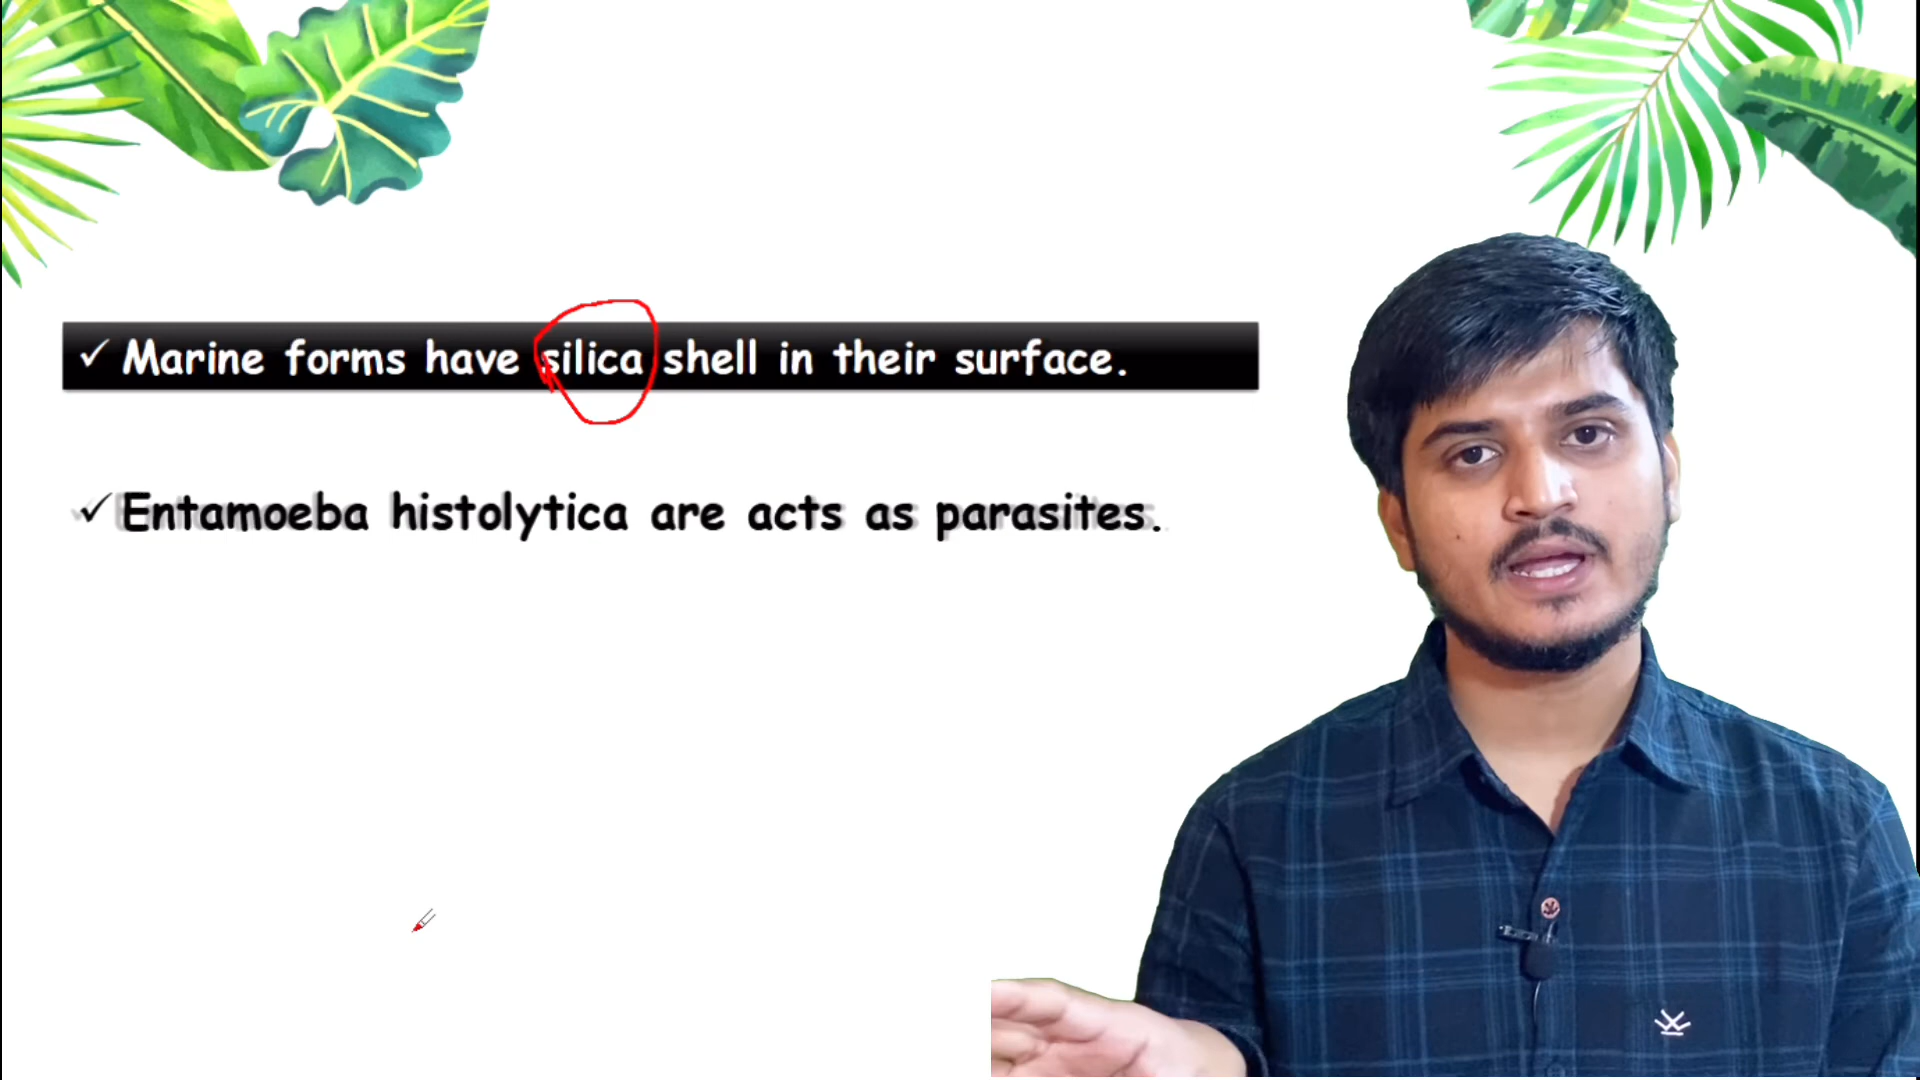 ✓ Marine forms have silica shell in their surface.
✓ Entamoeba histolytica are acts as parasites.